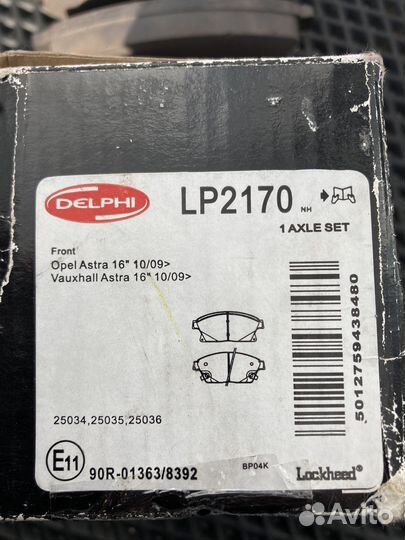 DELPHI
LP2170 NH
1 AXLE SET
Front
Opel Astra 16" 10/09>
Vauxhall Astra 16" 10/09>
5012759438480
25034,25035,25036
E11
90R-01363/8392
BP04K
Lockheed®
Avito